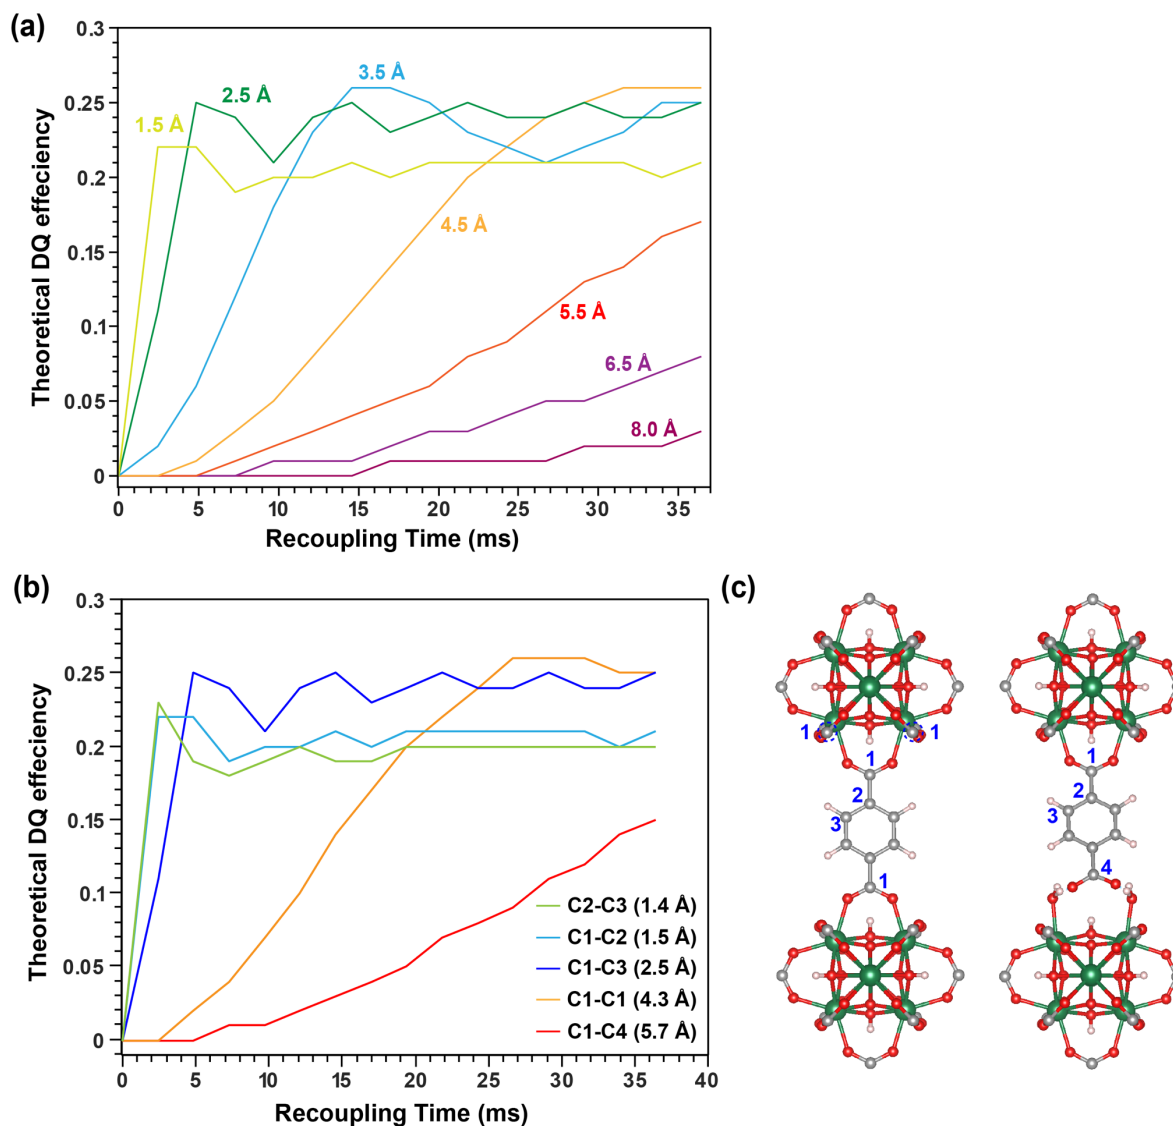 (a)
Theoretical DQ effeciency
0.3
0.25
0.2
0.15
0.1
0.05
0
1.5 Å
2.5 Å
3.5 Å
4.5 Å
5.5 Å
6.5 Å
8.0 Å
0 5 10 15 20 25 30 35
Recoupling Time (ms)
(b)
Theoretical DQ effeciency
0.3
0.25
0.2
0.15
0.1
0.05
0
C2-C3 (1.4 Å)
C1-C2 (1.5 Å)
C1-C3 (2.5 Å)
C1-C1 (4.3 Å)
C1-C4 (5.7 Å)
0 5 10 15 20 25 30 35 40
Recoupling Time (ms)
(c)
1 1
1
2
3
1
1
2
3
4